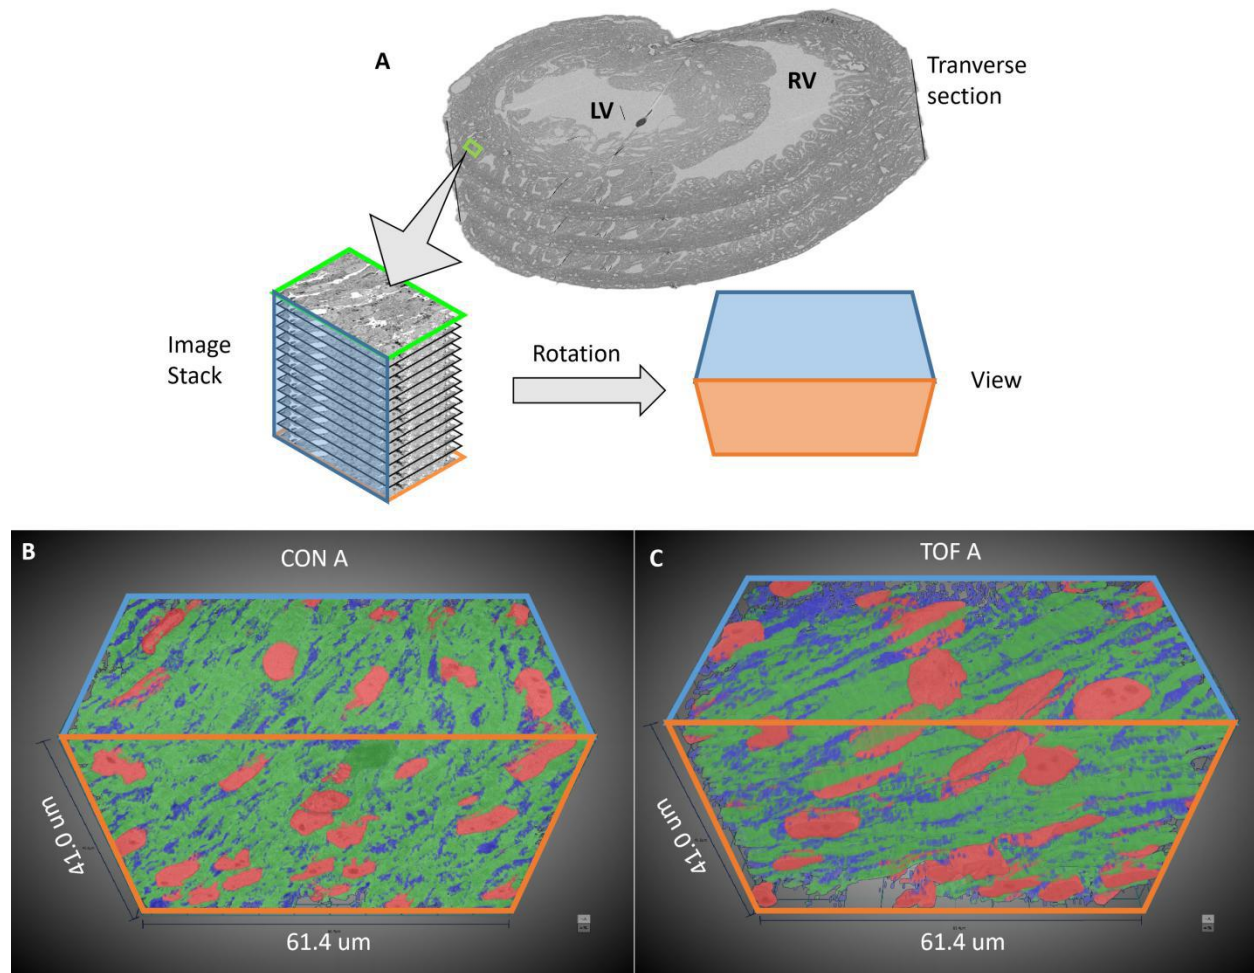 A
LV
RV
Tranverse
section
Image
Stack
Rotation
View
B
CON A
41.0 um
61.4 um
C
TOF A
41.0 um
61.4 um